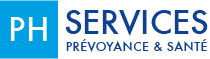 PH SERVICES
PRÉVOYANCE & SANTÉ